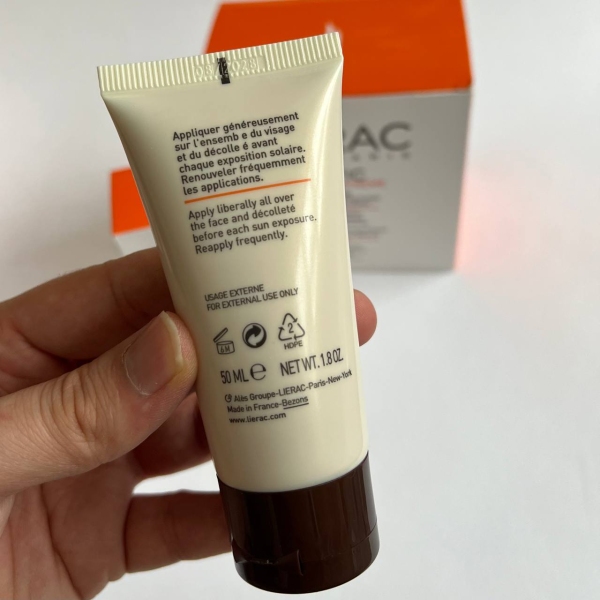 Appliquer généreusement
sur l'ensemb e du visage
et du décolle é avant
chaque exposition solaire.
Renouveler fréquemment
les applications.
Apply liberally all over
the face and décolleté
before each sun exposure.
Reapply frequently.
USAGE EXTERNE
FOR EXTERNAL USE ONLY
6M
2
HDPE
50 ML e NET WT. 1.8 OZ
Alès Groupe-LIERAC-Paris-New-York
Made in France-Bezons
www.lierac.com
RAC